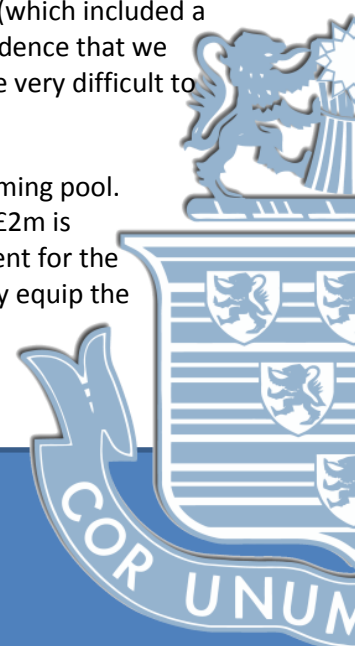 (which included a
dence that we
e very difficult to
ming pool.
£2m is
ent for the
y equip the
COR UNUM